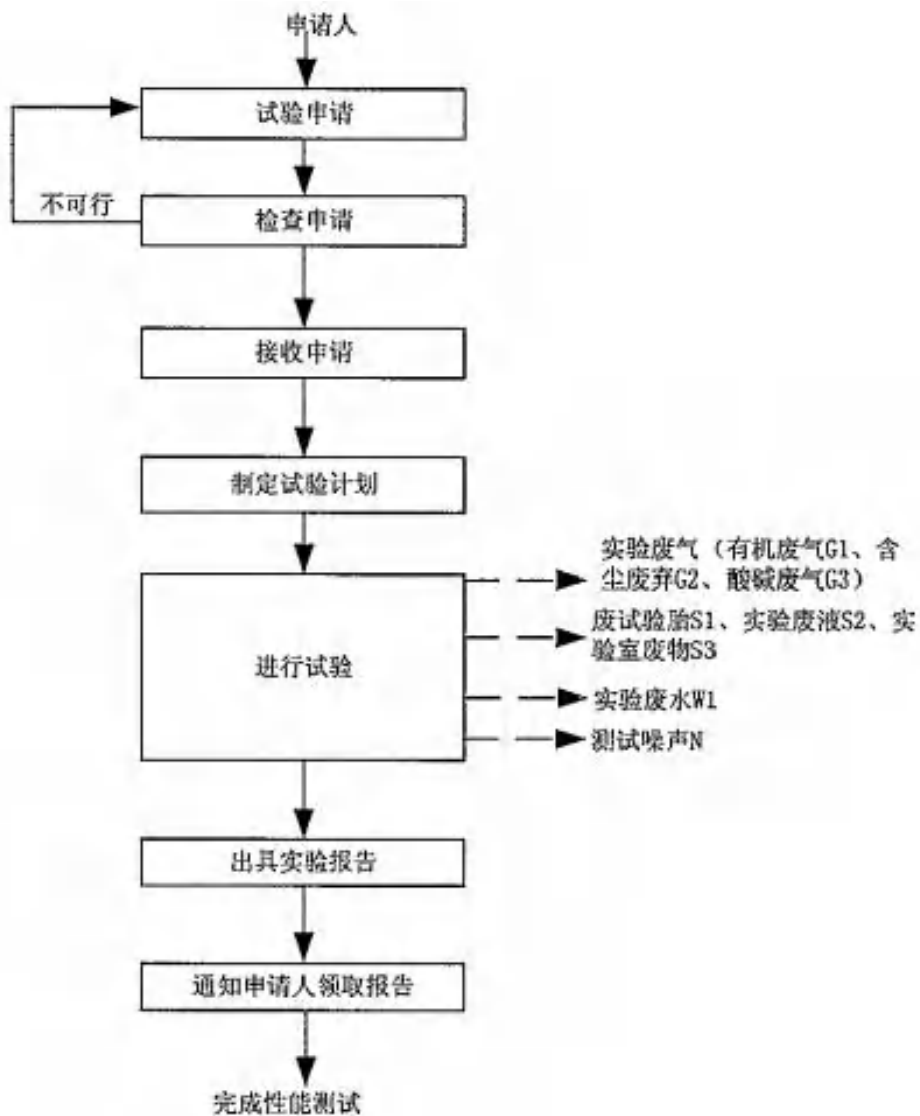 申请人
试验申请
不可行
检查申请
接收申请
制定试验计划
进行试验
实验废气（有机废气G1、含
尘废弃G2、酸碱废气G3）
废试验胎S1、实验废液S2、实
验室废物S3
实验废水W1
测试噪声N
出具实验报告
通知申请人领取报告
完成性能测试